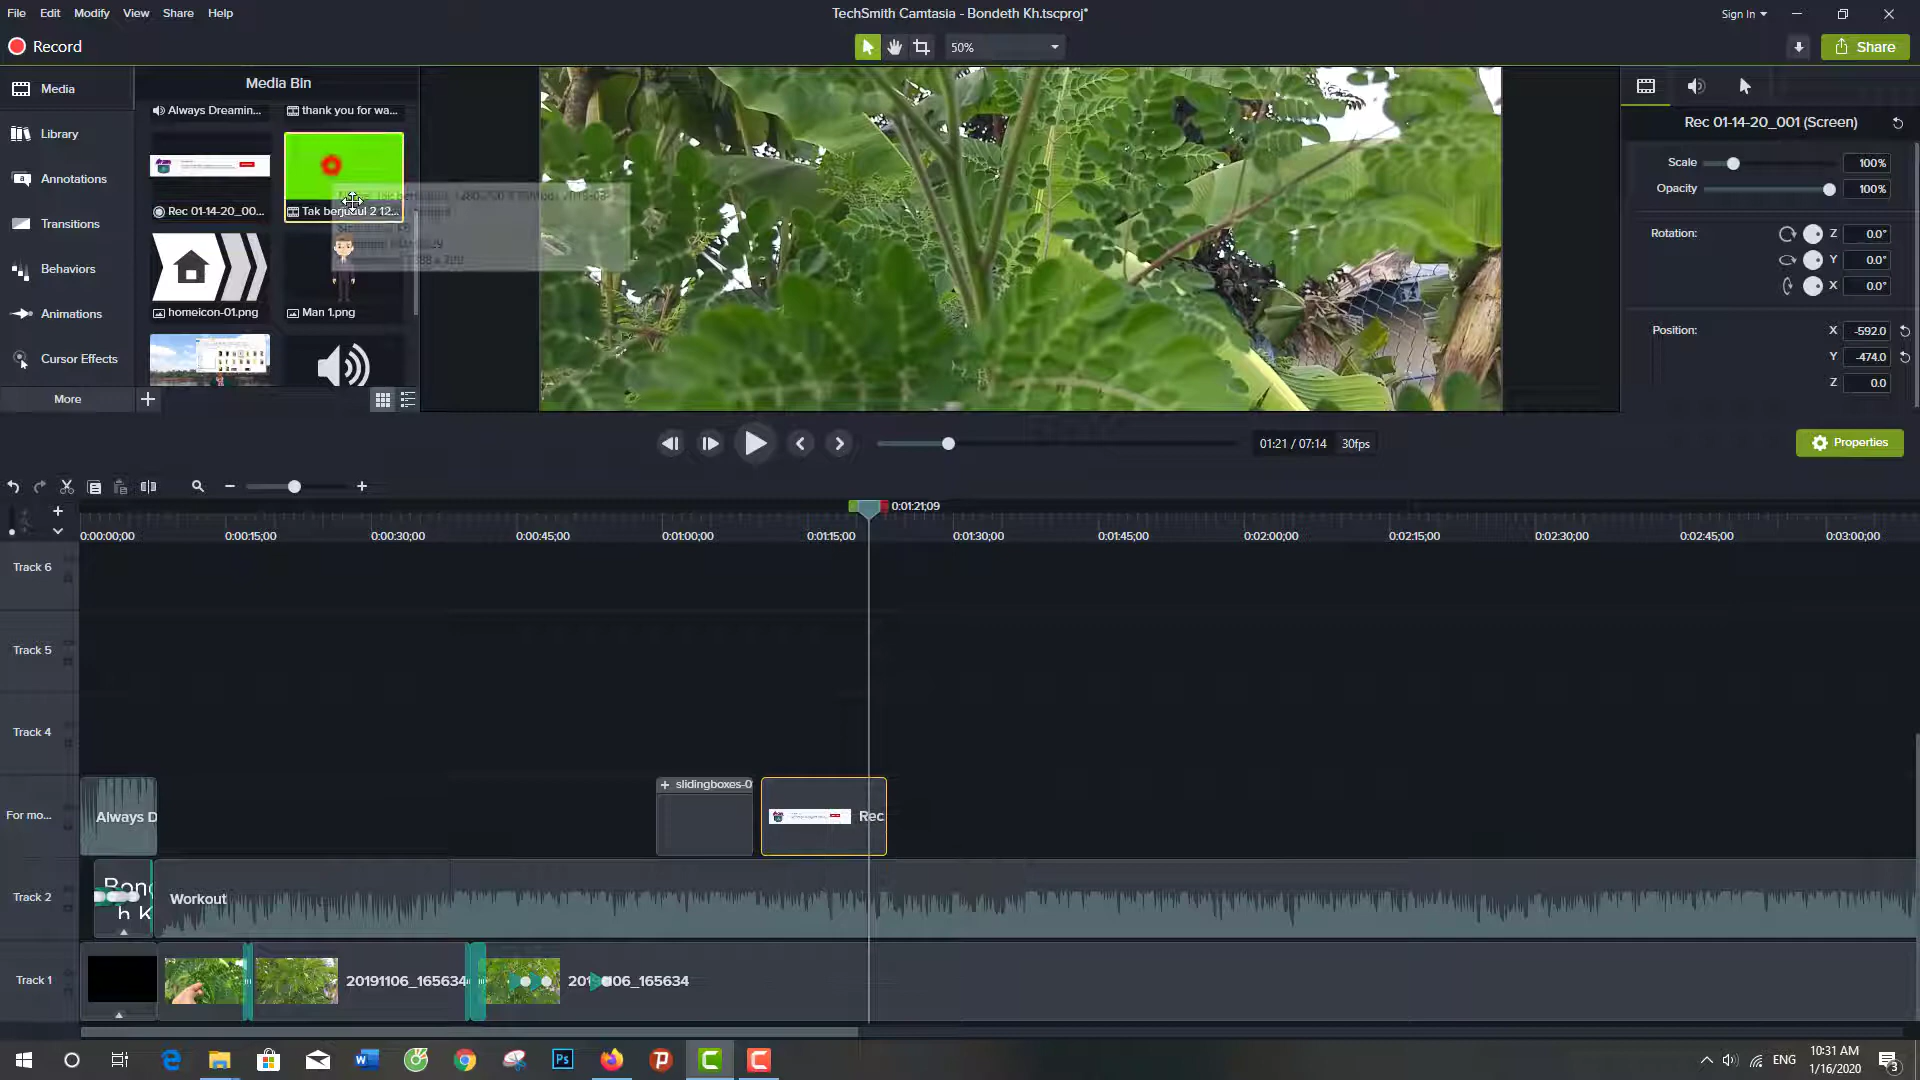 File Edit Modify View Share Help
TechSmith Camtasia - Bondeth Kh.tscproj*
Sign In
Record
50%
Share
Media
Library
Annotations
Transitions
Behaviors
Animations
Cursor Effects
More
Media Bin
Always Dreamin...
thank you for wa...
Rec 01-14-20_00...
Tak berjudul 2 12...
homeicon-01.png
Man 1.png
Rec 01-14-20_001 (Screen)
Scale 100%
Opacity 100%
Rotation: Z 0.0°
Y 0.0°
X 0.0°
Position: X -592.0
Y -474.0
Z 0.0
01:21 / 07:14 30fps
Properties
0:01:21;09
0:00:00;00 0:00:15;00 0:00:30;00 0:00:45;00 0:01:00;00 0:01:15;00 0:01:30;00 0:01:45;00 0:02:00;00 0:02:15;00 0:02:30;00 0:02:45;00 0:03:00;00
Track 6
Track 5
Track 4
For mo...
Always D
slidingboxes-0
Rec
Track 2
Workout
Track 1
20191106_165634
ENG
10:31 AM
1/16/2020
3